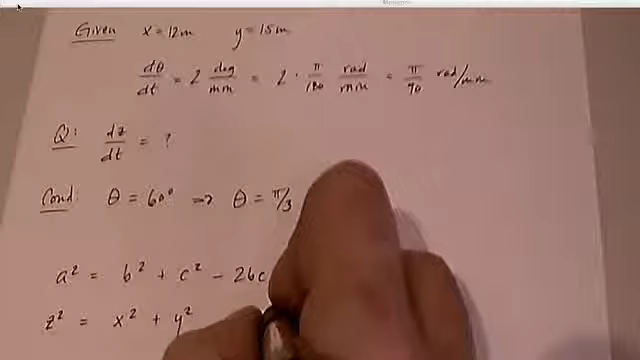 Given x = 12m y = 15m
dθ/dt = 2 deg/min = 2 · π/180 rad/min = π/90 rad/min
Q: dz/dt = ?
Cond: θ = 60° ⇒ θ = π/3
a² = b² + c² - 2bc
z² = x² + y²